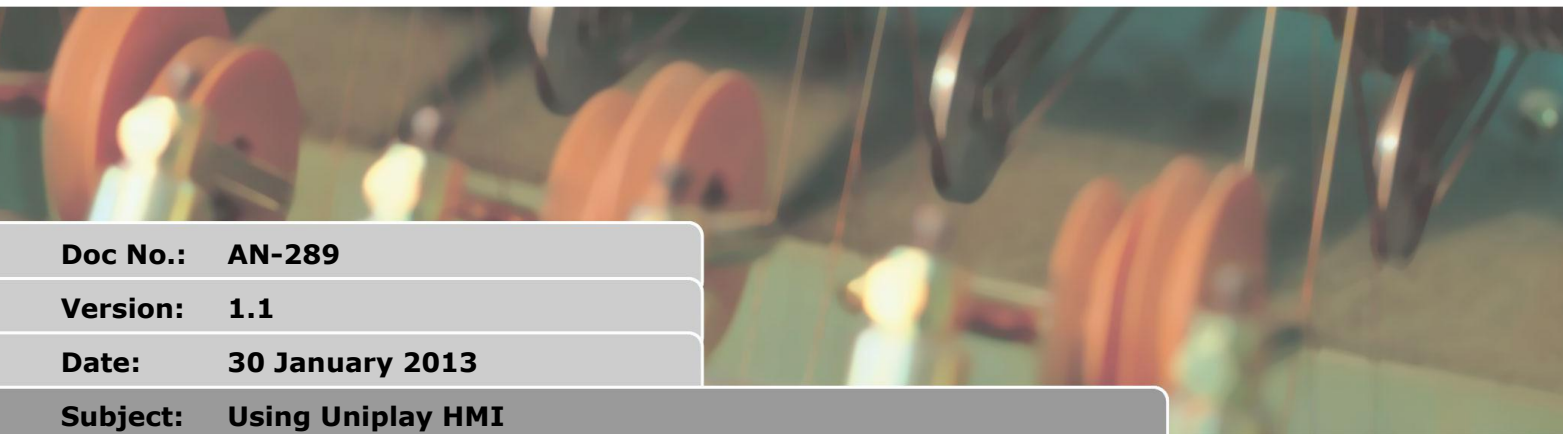 Doc No.: AN-289
Version: 1.1
Date: 30 January 2013
Subject: Using Uniplay HMI